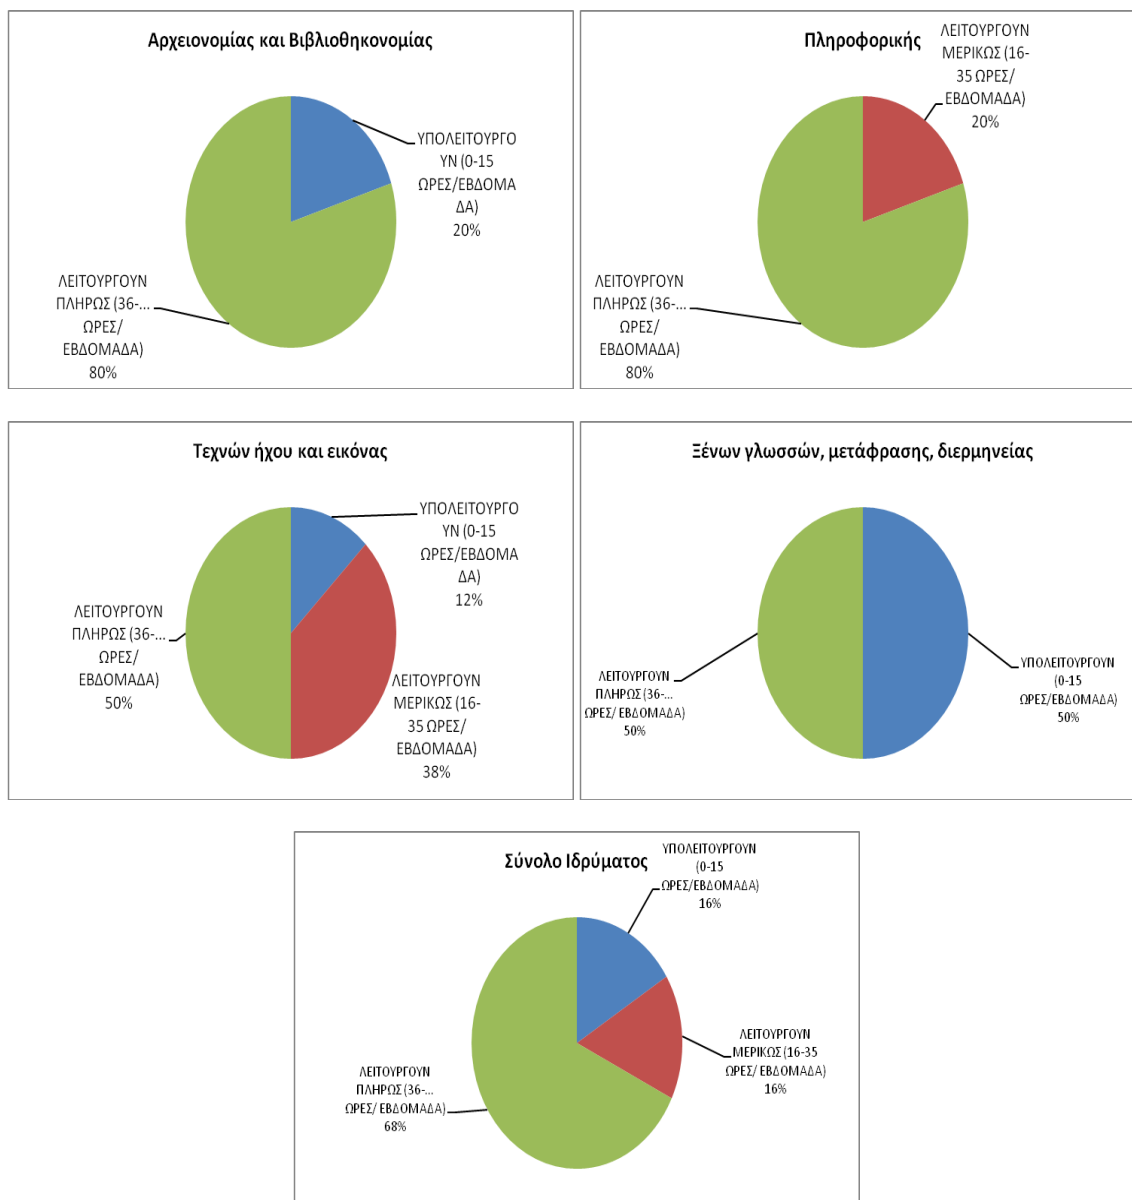 Αρχειονομίας και Βιβλιοθηκονομίας
ΥΠΟΛΕΙΤΟΥΡΓΟ
ΥΝ (0-15
ΩΡΕΣ/ΕΒΔΟΜΑ
ΔΑ)
20%
ΛΕΙΤΟΥΡΓΟΥΝ
ΠΛΗΡΩΣ (36-...
ΩΡΕΣ/
ΕΒΔΟΜΑΔΑ)
80%
Πληροφορικής
ΛΕΙΤΟΥΡΓΟΥΝ
ΜΕΡΙΚΩΣ (16-
35 ΩΡΕΣ/
ΕΒΔΟΜΑΔΑ)
20%
ΛΕΙΤΟΥΡΓΟΥΝ
ΠΛΗΡΩΣ (36-...
ΩΡΕΣ/
ΕΒΔΟΜΑΔΑ)
80%
Τεχνών ήχου και εικόνας
ΥΠΟΛΕΙΤΟΥΡΓΟ
ΥΝ (0-15
ΩΡΕΣ/ΕΒΔΟΜΑ
ΔΑ)
12%
ΛΕΙΤΟΥΡΓΟΥΝ
ΠΛΗΡΩΣ (36-...
ΩΡΕΣ/
ΕΒΔΟΜΑΔΑ)
50%
ΛΕΙΤΟΥΡΓΟΥΝ
ΜΕΡΙΚΩΣ (16-
35 ΩΡΕΣ/
ΕΒΔΟΜΑΔΑ)
38%
Ξένων γλωσσών, μετάφρασης, διερμηνείας
ΛΕΙΤΟΥΡΓΟΥΝ
ΠΛΗΡΩΣ (36-...
ΩΡΕΣ/ ΕΒΔΟΜΑΔΑ)
50%
ΥΠΟΛΕΙΤΟΥΡΓΟΥΝ
(0-15
ΩΡΕΣ/ΕΒΔΟΜΑΔΑ)
50%
Σύνολο Ιδρύματος
ΥΠΟΛΕΙΤΟΥΡΓΟΥΝ
(0-15
ΩΡΕΣ/ΕΒΔΟΜΑΔΑ)
16%
ΛΕΙΤΟΥΡΓΟΥΝ
ΜΕΡΙΚΩΣ (16-35
ΩΡΕΣ/ ΕΒΔΟΜΑΔΑ)
16%
ΛΕΙΤΟΥΡΓΟΥΝ
ΠΛΗΡΩΣ (36-...
ΩΡΕΣ/ ΕΒΔΟΜΑΔΑ)
68%